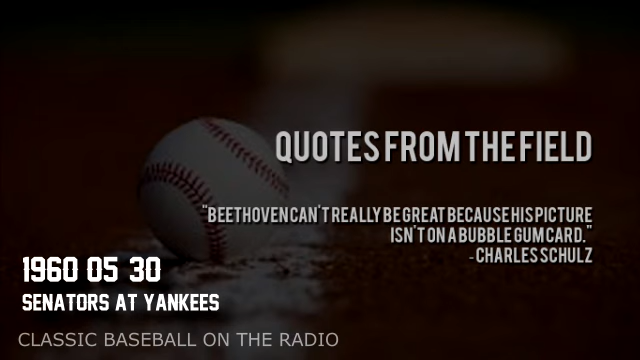 QUOTES FROM THE FIELD
"BEETHOVEN CAN'T REALLY BE GREAT BECAUSE HIS PICTURE
ISN'T ON A BUBBLE GUM CARD."
- CHARLES SCHULZ
1960 05 30
SENATORS AT YANKEES
CLASSIC BASEBALL ON THE RADIO